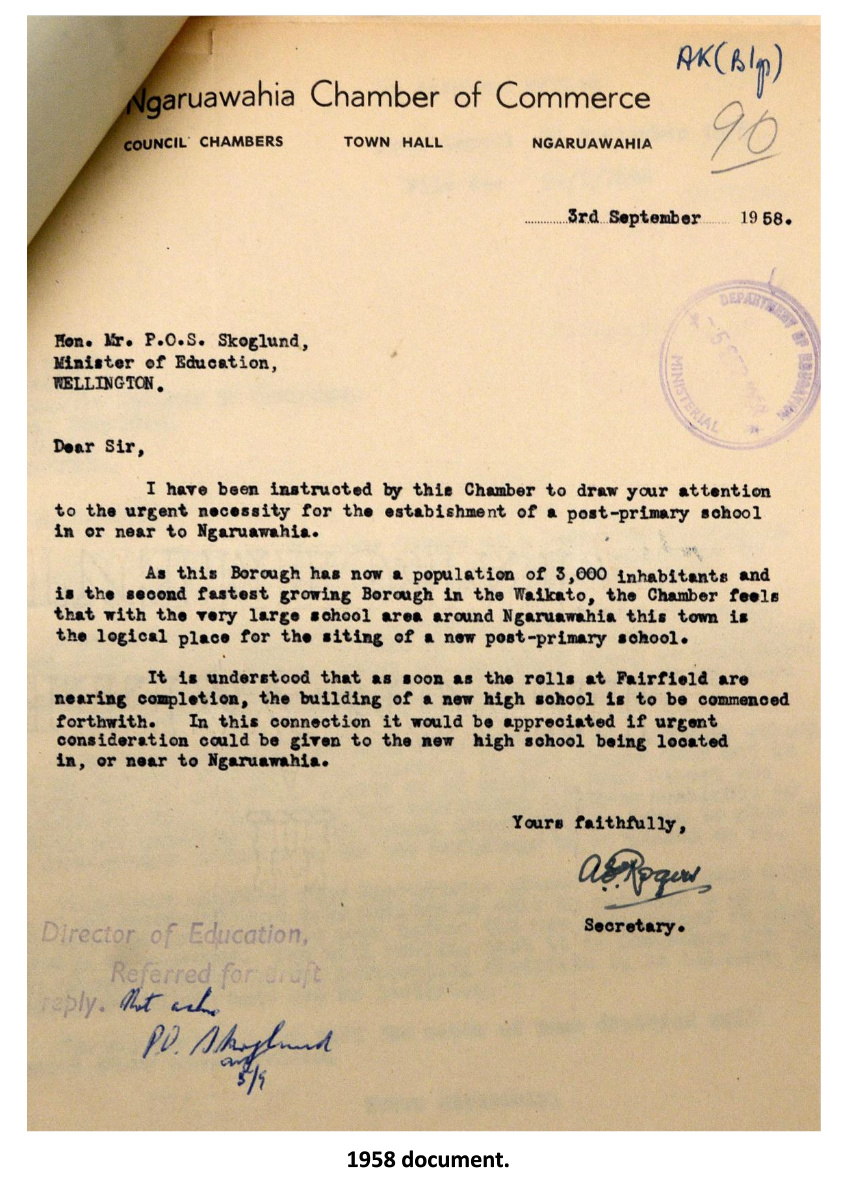 AK(Blg)
Ngaruawahia Chamber of Commerce
90
COUNCIL CHAMBERS TOWN HALL NGARUAWAHIA
3rd September 1958.
DEPARTMENT OF EDUCATION
MINISTERIAL
Hon. Mr. P.O.S. Skoglund,
Minister of Education,
WELLINGTON.
Dear Sir,
I have been instructed by this Chamber to draw your attention
to the urgent necessity for the estabishment of a post-primary school
in or near to Ngaruawahia.
As this Borough has now a population of 3,000 inhabitants and
is the second fastest growing Borough in the Waikato, the Chamber feels
that with the very large school area around Ngaruawahia this town is
the logical place for the siting of a new post-primary school.
It is understood that as soon as the rolls at Fairfield are
nearing completion, the building of a new high school is to be commenced
forthwith. In this connection it would be appreciated if urgent
consideration could be given to the new high school being located
in, or near to Ngaruawahia.
Yours faithfully,
A.E. Rogers
Secretary.
Director of Education,
Referred for draft
reply.
P.O. Skoglund
5/9
1958 document.